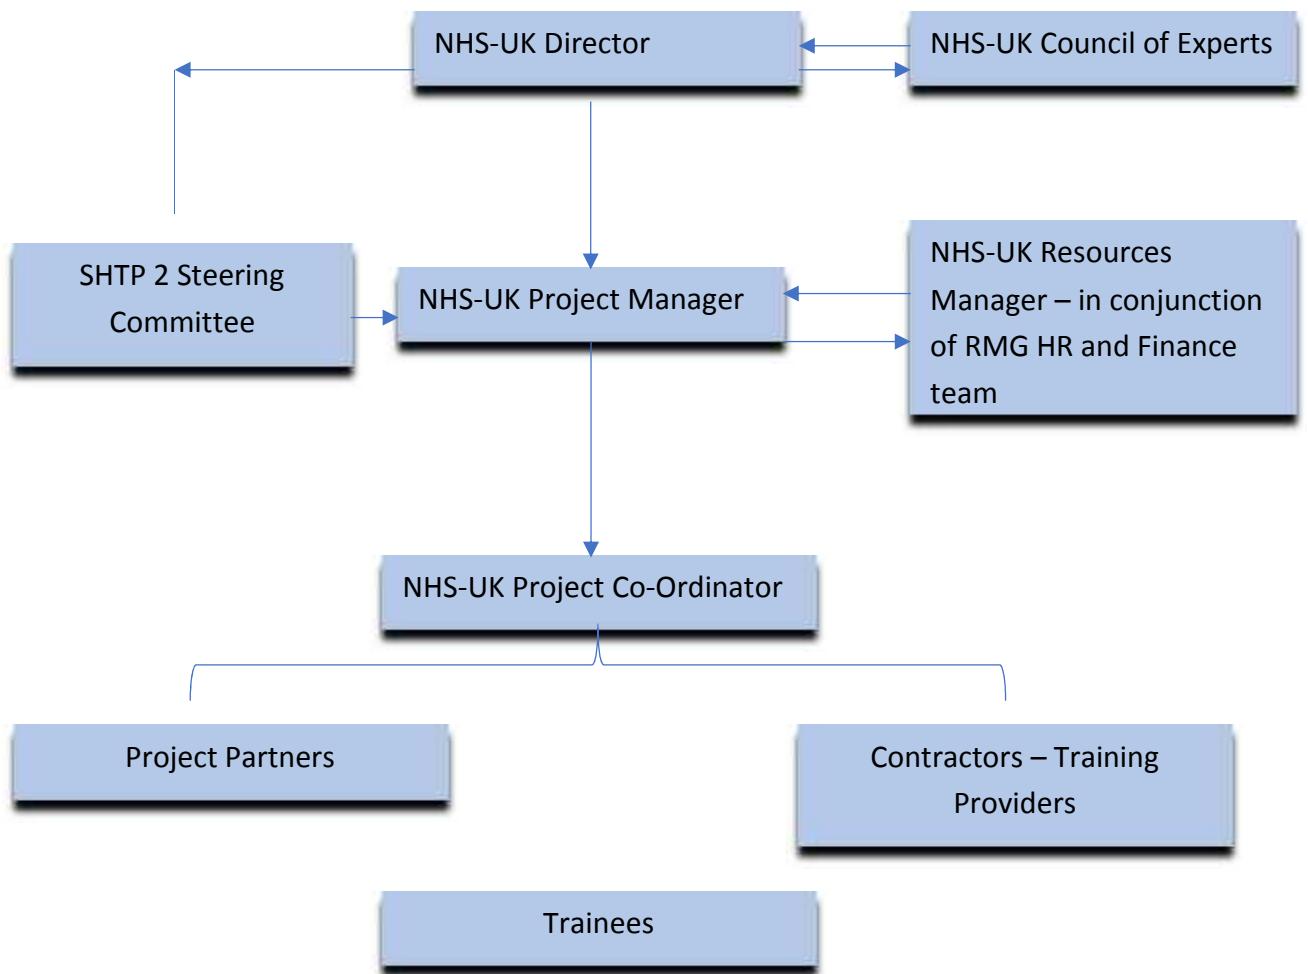 NHS-UK Director
NHS-UK Council of Experts
SHTP 2 Steering
Committee
NHS-UK Project Manager
NHS-UK Resources
Manager – in conjunction
of RMG HR and Finance
team
NHS-UK Project Co-Ordinator
Project Partners
Contractors – Training
Providers
Trainees